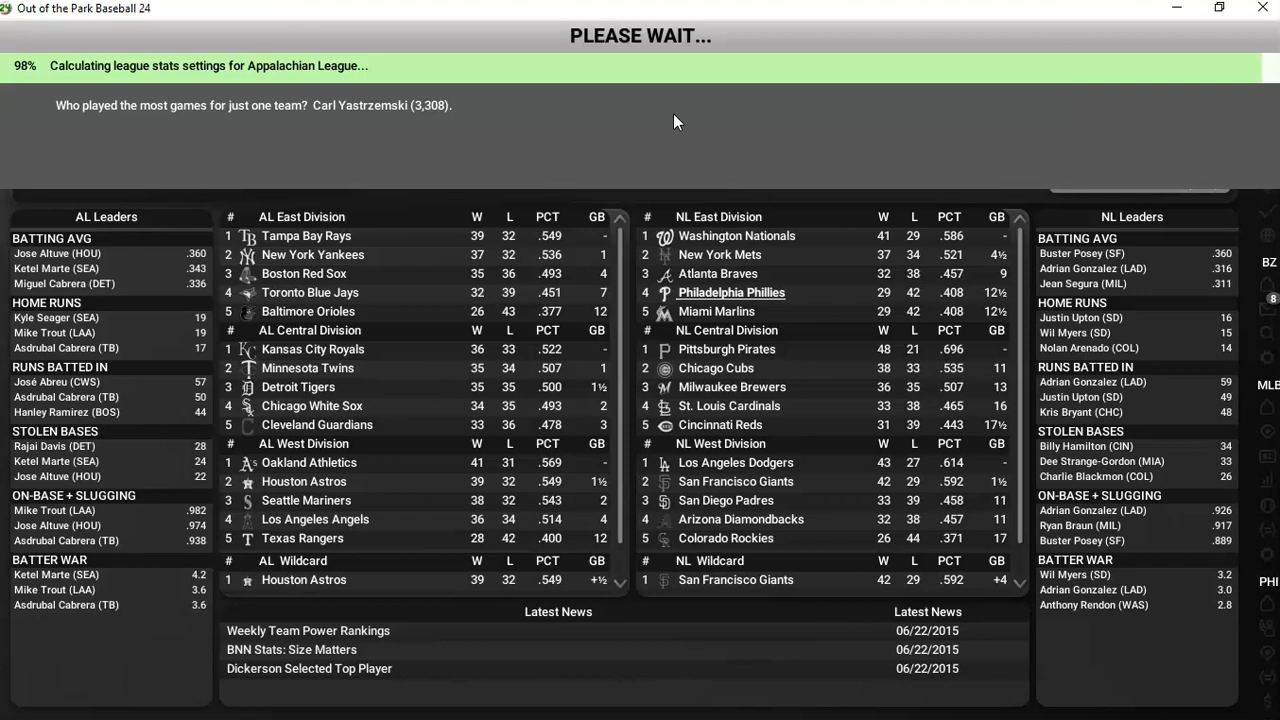 Out of the Park Baseball 24
PLEASE WAIT...
98% Calculating league stats settings for Appalachian League...
Who played the most games for just one team? Carl Yastrzemski (3,308).
AL Leaders
BATTING AVG
Jose Altuve (HOU) .360
Ketel Marte (SEA) .343
Miguel Cabrera (DET) .336
HOME RUNS
Kyle Seager (SEA) 19
Mike Trout (LAA) 19
Asdrubal Cabrera (TB) 17
RUNS BATTED IN
José Abreu (CWS) 57
Asdrubal Cabrera (TB) 50
Hanley Ramirez (BOS) 44
STOLEN BASES
Rajai Davis (DET) 28
Ketel Marte (SEA) 24
Jose Altuve (HOU) 22
ON-BASE + SLUGGING
Mike Trout (LAA) .982
Jose Altuve (HOU) .974
Asdrubal Cabrera (TB) .938
BATTER WAR
Ketel Marte (SEA) 4.2
Mike Trout (LAA) 3.6
Asdrubal Cabrera (TB) 3.6
# AL East Division W L PCT GB
1 Tampa Bay Rays 39 32 .549 -
2 New York Yankees 37 32 .536 1
3 Boston Red Sox 35 36 .493 4
4 Toronto Blue Jays 32 39 .451 7
5 Baltimore Orioles 26 43 .377 12
# AL Central Division W L PCT GB
1 Kansas City Royals 36 33 .522 -
2 Minnesota Twins 35 34 .507 1
3 Detroit Tigers 35 35 .500 1½
4 Chicago White Sox 34 35 .493 2
5 Cleveland Guardians 33 36 .478 3
# AL West Division W L PCT GB
1 Oakland Athletics 41 31 .569 -
2 Houston Astros 39 32 .549 1½
3 Seattle Mariners 38 32 .543 2
4 Los Angeles Angels 36 34 .514 4
5 Texas Rangers 28 42 .400 12
# AL Wildcard W L PCT GB
1 Houston Astros 39 32 .549 +½
# NL East Division W L PCT GB
1 Washington Nationals 41 29 .586 -
2 New York Mets 37 34 .521 4½
3 Atlanta Braves 32 38 .457 9
4 Philadelphia Phillies 29 42 .408 12½
5 Miami Marlins 29 42 .408 12½
# NL Central Division W L PCT GB
1 Pittsburgh Pirates 48 21 .696 -
2 Chicago Cubs 38 33 .535 11
3 Milwaukee Brewers 36 35 .507 13
4 St. Louis Cardinals 33 38 .465 16
5 Cincinnati Reds 31 39 .443 17½
# NL West Division W L PCT GB
1 Los Angeles Dodgers 43 27 .614 -
2 San Francisco Giants 42 29 .592 1½
3 San Diego Padres 33 39 .458 11
4 Arizona Diamondbacks 32 38 .457 11
5 Colorado Rockies 26 44 .371 17
# NL Wildcard W L PCT GB
1 San Francisco Giants 42 29 .592 +4
NL Leaders
BATTING AVG
Buster Posey (SF) .360
Adrian Gonzalez (LAD) .316
Jean Segura (MIL) .311
HOME RUNS
Justin Upton (SD) 16
Wil Myers (SD) 15
Nolan Arenado (COL) 14
RUNS BATTED IN
Adrian Gonzalez (LAD) 59
Justin Upton (SD) 49
Kris Bryant (CHC) 48
STOLEN BASES
Billy Hamilton (CIN) 34
Dee Strange-Gordon (MIA) 33
Charlie Blackmon (COL) 26
ON-BASE + SLUGGING
Adrian Gonzalez (LAD) .926
Ryan Braun (MIL) .917
Buster Posey (SF) .889
BATTER WAR
Wil Myers (SD) 3.2
Adrian Gonzalez (LAD) 3.0
Anthony Rendon (WAS) 2.8
Latest News Latest News
Weekly Team Power Rankings 06/22/2015
BNN Stats: Size Matters 06/22/2015
Dickerson Selected Top Player 06/22/2015
BZ
8
MLB
PHI